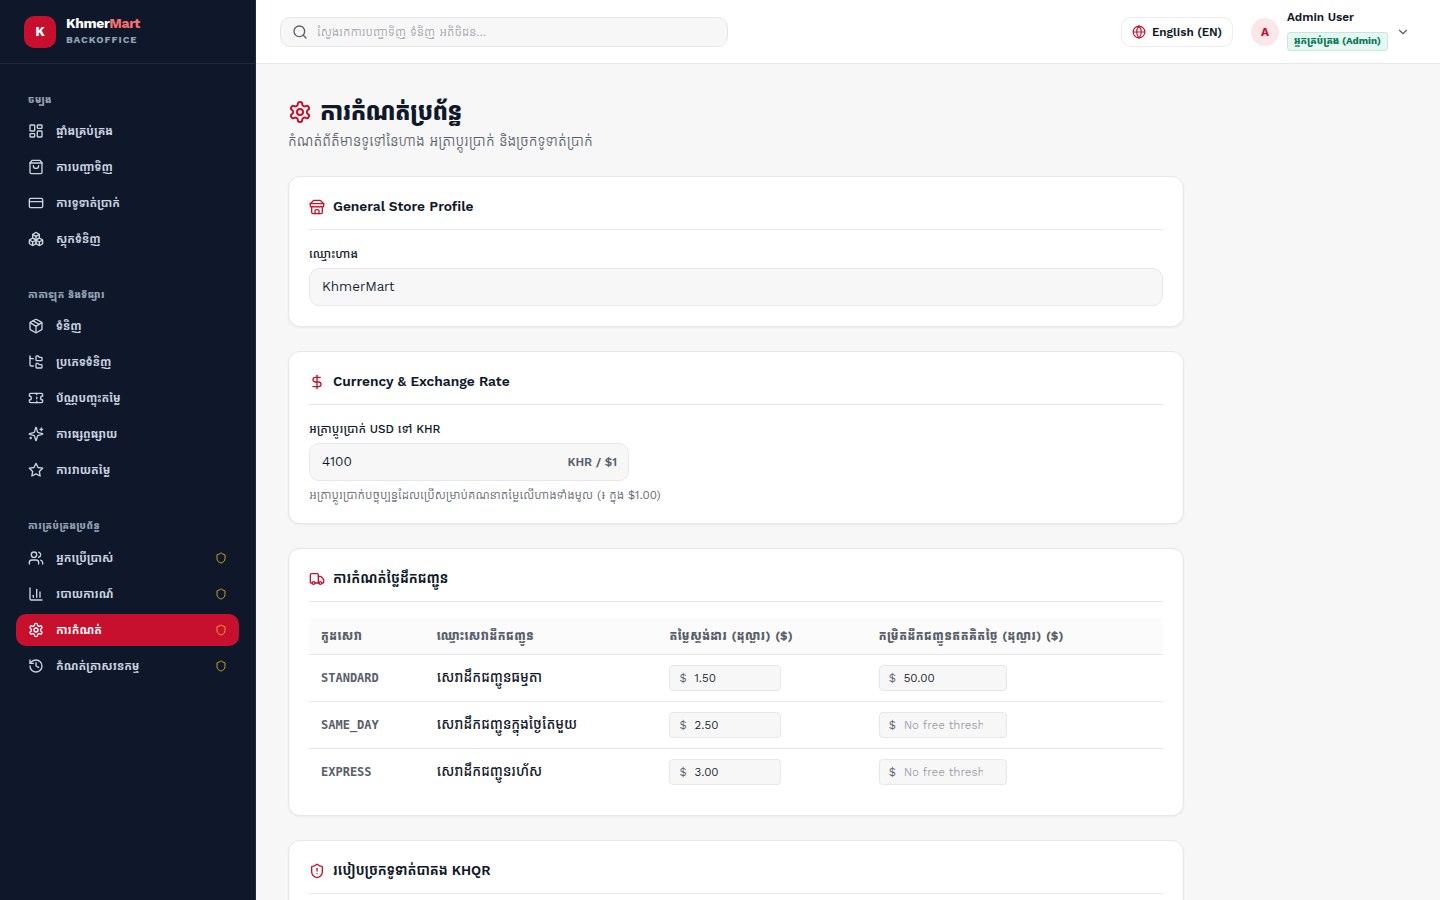 K
KhmerMart
BACKOFFICE
ស្វែងរកការបញ្ជាទិញ ទំនិញ អតិថិជន...
English (EN)
A
Admin User
អ្នកគ្រប់គ្រង (Admin)
ចម្បង
ផ្ទាំងគ្រប់គ្រង
ការបញ្ជាទិញ
ការទូទាត់ប្រាក់
ស្តុកទំនិញ
កាតាឡុក និងទីផ្សារ
ទំនិញ
ប្រភេទទំនិញ
ប័ណ្ណបញ្ចុះតម្លៃ
ការផ្សព្វផ្សាយ
ការវាយតម្លៃ
ការគ្រប់គ្រងប្រព័ន្ធ
អ្នកប្រើប្រាស់
របាយការណ៍
ការកំណត់
កំណត់ត្រាសវនកម្ម
ការកំណត់ប្រព័ន្ធ
កំណត់ព័ត៌មានទូទៅនៃហាង អត្រាប្តូរប្រាក់ និងច្រកទូទាត់ប្រាក់
General Store Profile
ឈ្មោះហាង
KhmerMart
Currency & Exchange Rate
អត្រាប្តូរប្រាក់ USD ទៅ KHR
4100 KHR / $1
អត្រាប្តូរប្រាក់បច្ចុប្បន្នដែលប្រើសម្រាប់គណនាតម្លៃលើហាងទាំងមូល (៛ ក្នុង $1.00)
ការកំណត់ថ្លៃដឹកជញ្ជូន
កូដសេវា ឈ្មោះសេវាដឹកជញ្ជូន តម្លៃស្តង់ដារ (ដុល្លារ) ($) កម្រិតដឹកជញ្ជូនឥតគិតថ្លៃ (ដុល្លារ) ($)
STANDARD សេវាដឹកជញ្ជូនធម្មតា $ 1.50 $ 50.00
SAME_DAY សេវាដឹកជញ្ជូនក្នុងថ្ងៃតែមួយ $ 2.50 $ No free thresh
EXPRESS សេវាដឹកជញ្ជូនរហ័ស $ 3.00 $ No free thresh
របៀបច្រកទូទាត់បាគង KHQR